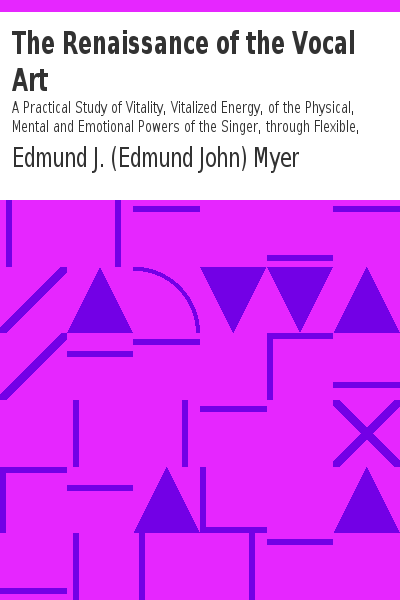 The Renaissance of the Vocal
Art
A Practical Study of Vitality, Vitalized Energy, of the Physical,
Mental and Emotional Powers of the Singer, through Flexible,
Edmund J. (Edmund John) Myer